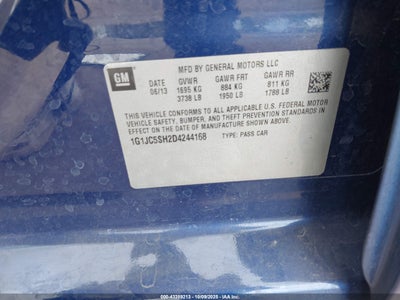 GM
MFD BY GENERAL MOTORS LLC
DATE GVWR GAWR FRT GAWR RR
06/13 1695 KG 884 KG 811 KG
3738 LB 1950 LB 1788 LB
THIS VEHICLE CONFORMS TO ALL APPLICABLE U.S. FEDERAL MOTOR
VEHICLE SAFETY, BUMPER, AND THEFT PREVENTION STANDARDS IN
EFFECT ON THE DATE OF MANUFACTURE SHOWN ABOVE.
1G1JC5SH2D4244168 TYPE: PASS CAR
© 43289213 - 10/09/2025 - IAA Inc.